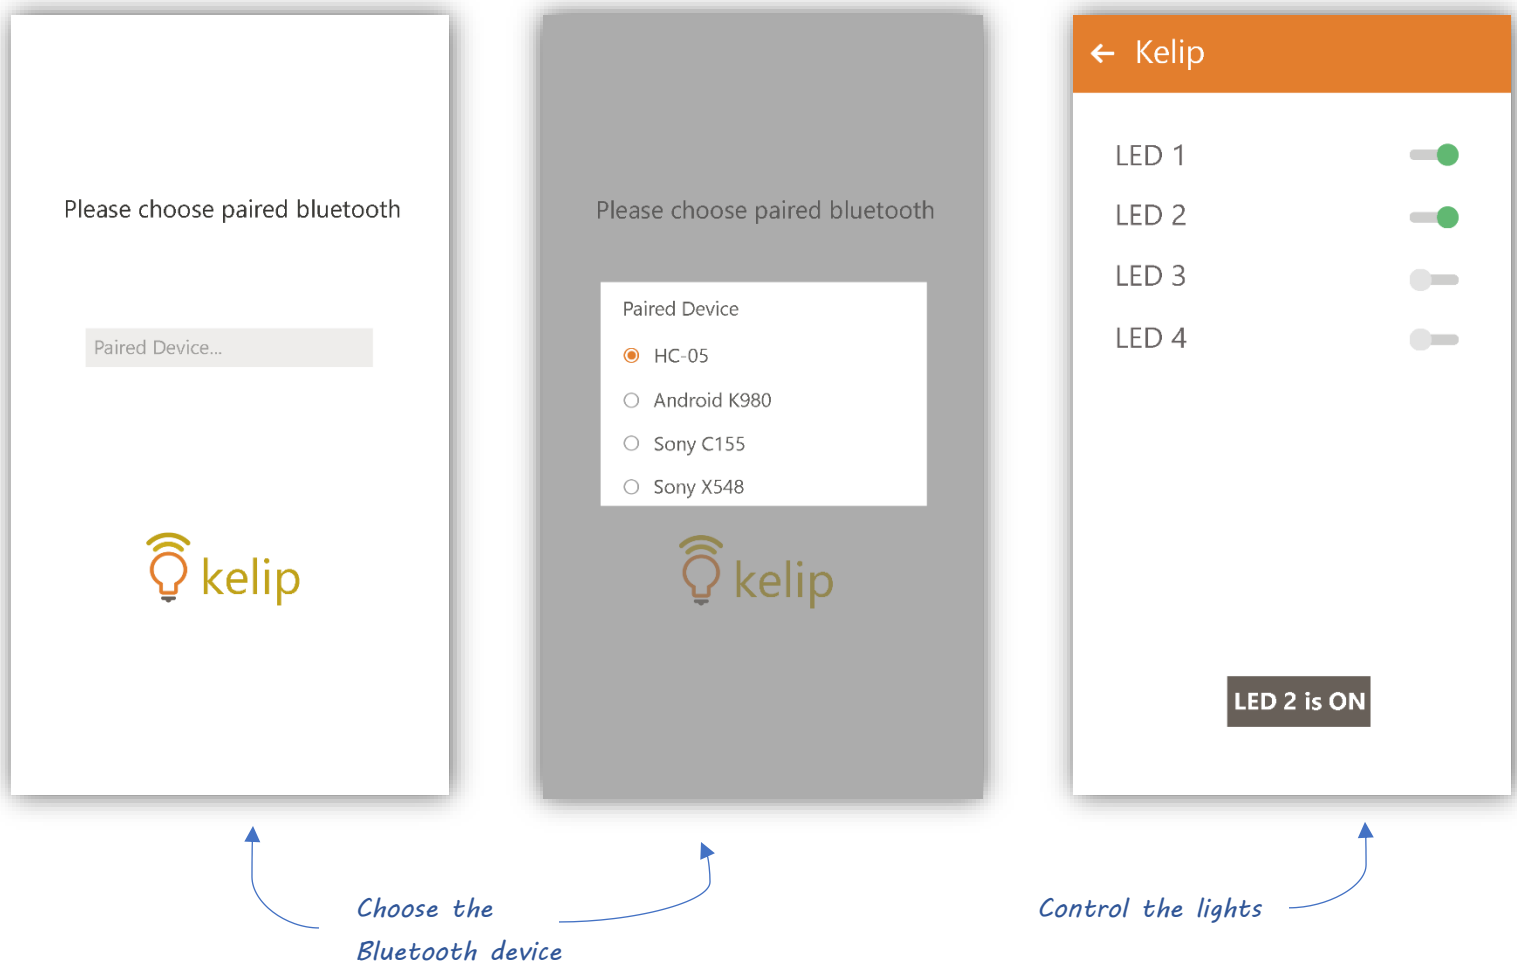 Please choose paired bluetooth
Paired Device...
kelip
Please choose paired bluetooth
Paired Device
HC-05
Android K980
Sony C155
Sony X548
kelip
Kelip
LED 1
LED 2
LED 3
LED 4
LED 2 is ON
Choose the
Bluetooth device
Control the lights